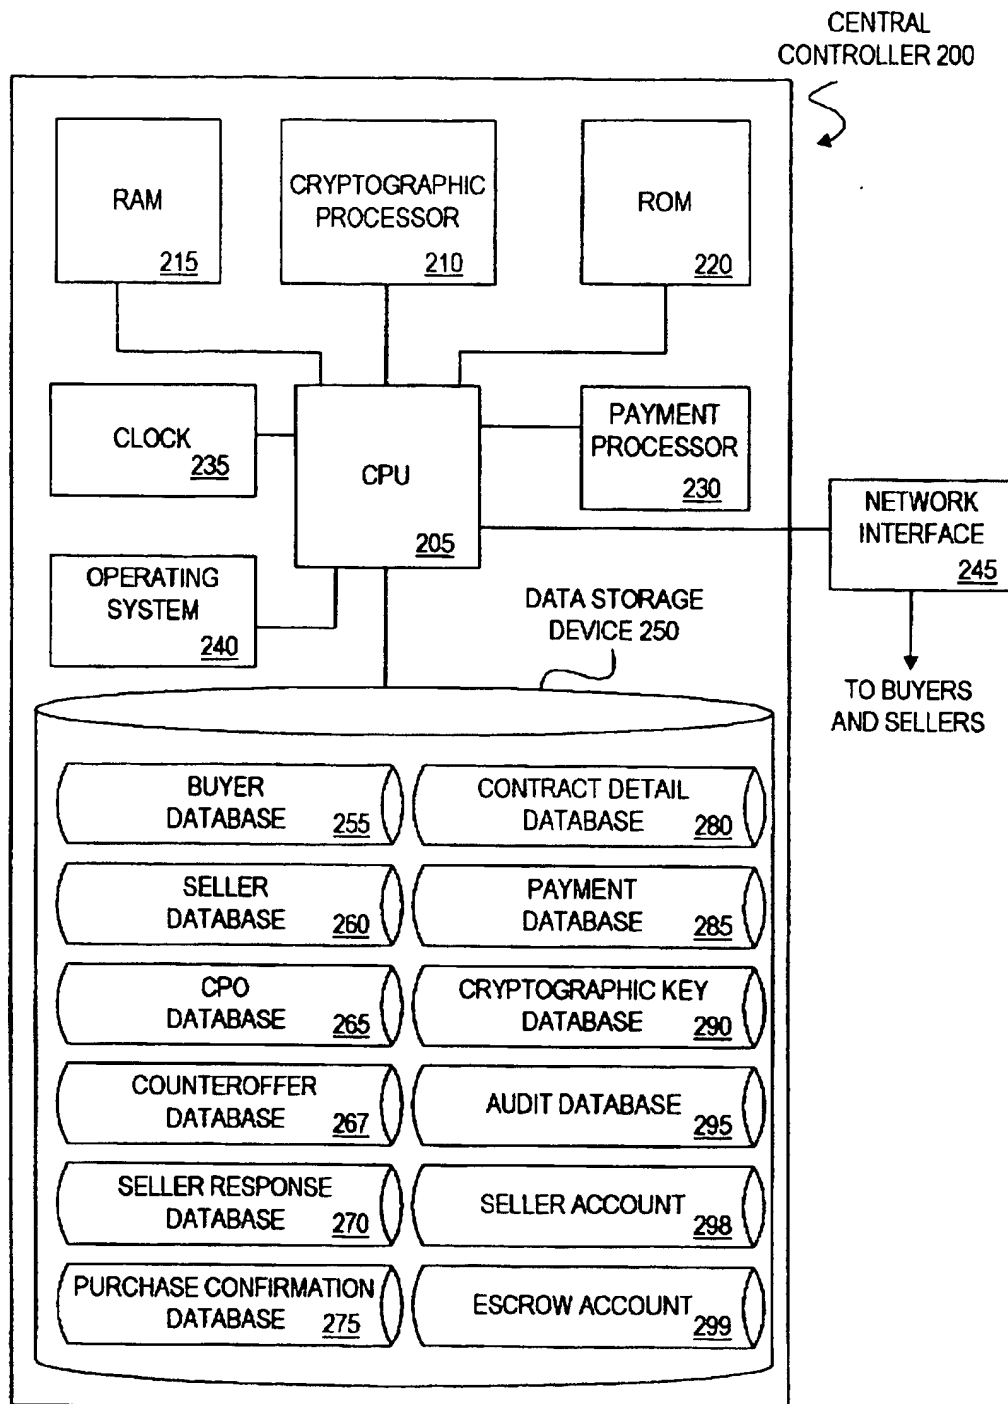 CENTRAL
CONTROLLER 200
RAM
215
CRYPTOGRAPHIC
PROCESSOR
210
ROM
220
CLOCK
235
CPU
205
PAYMENT
PROCESSOR
230
NETWORK
INTERFACE
245
OPERATING
SYSTEM
240
DATA STORAGE
DEVICE 250
TO BUYERS
AND SELLERS
BUYER
DATABASE 255
CONTRACT DETAIL
DATABASE 280
SELLER
DATABASE 260
PAYMENT
DATABASE 285
CPO
DATABASE 265
CRYPTOGRAPHIC KEY
DATABASE 290
COUNTEROFFER
DATABASE 267
AUDIT DATABASE
295
SELLER RESPONSE
DATABASE 270
SELLER ACCOUNT
298
PURCHASE CONFIRMATION
DATABASE 275
ESCROW ACCOUNT
299